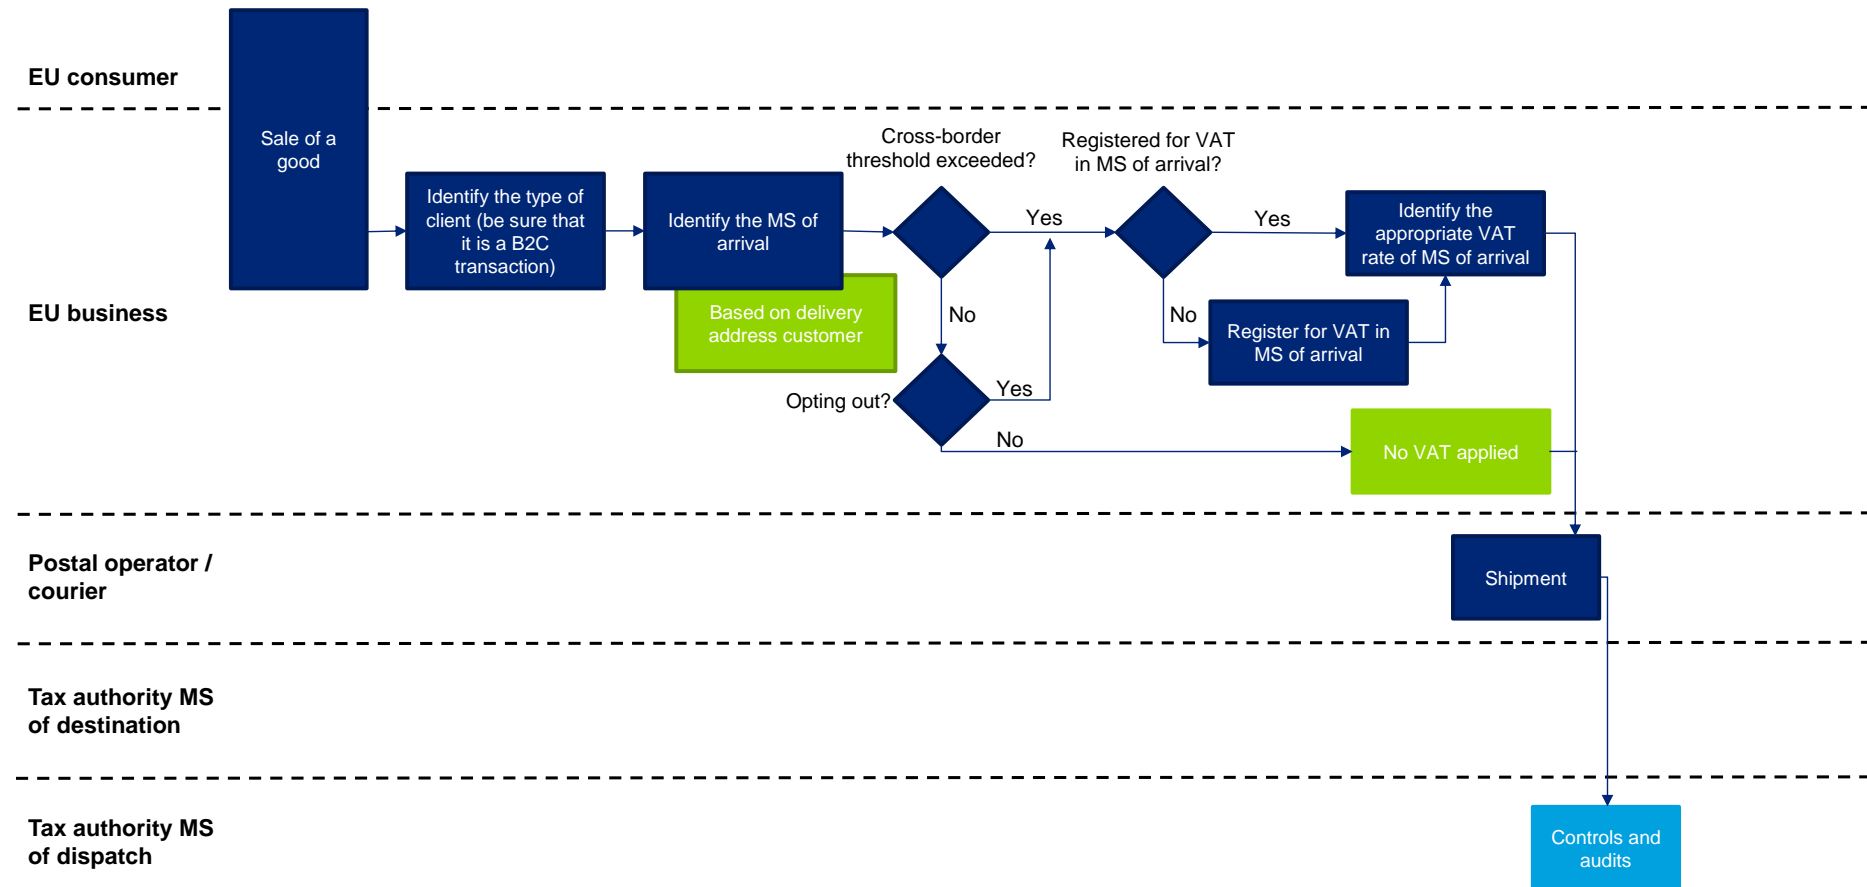 EU consumer
Sale of a
good
Cross-border
threshold exceeded?
Registered for VAT
in MS of arrival?
Identify the type of
client (be sure that
it is a B2C
transaction)
Identify the MS of
arrival
Yes
Yes
Identify the
appropriate VAT
rate of MS of arrival
EU business
Based on delivery
address customer
No
No
Register for VAT in
MS of arrival
Opting out?
Yes
No
No VAT applied
Postal operator /
courier
Shipment
Tax authority MS
of destination
Tax authority MS
of dispatch
Controls and
audits